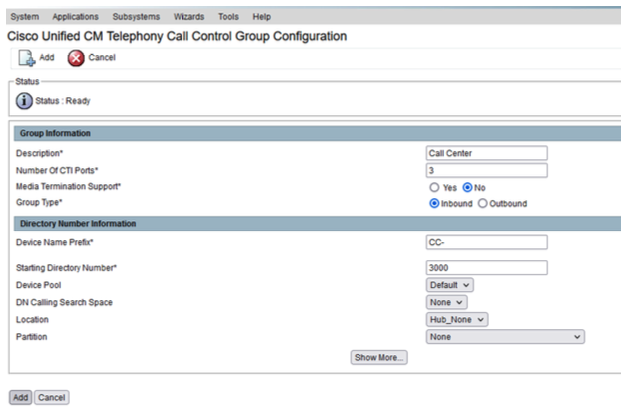 System Applications Subsystems Wizards Tools Help
Cisco Unified CM Telephony Call Control Group Configuration
Add Cancel
Status
Status : Ready
Group Information
Description* Call Center
Number Of CTI Ports* 3
Media Termination Support* Yes No
Group Type* Inbound Outbound
Directory Number Information
Device Name Prefix* CC-
Starting Directory Number* 3000
Device Pool Default
DN Calling Search Space None
Location Hub_None
Partition None
Show More...
Add Cancel